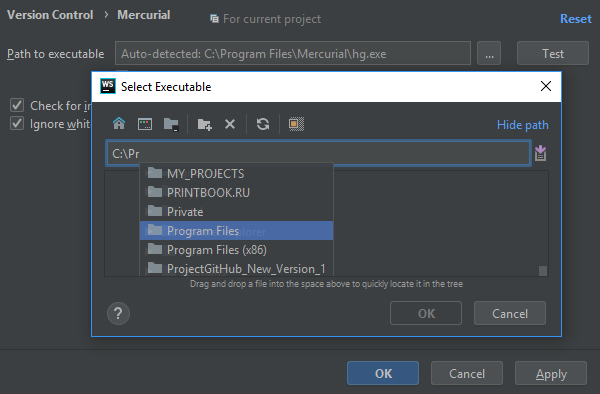 Version Control › Mercurial
For current project
Reset
Path to executable
Auto-detected: C:\Program Files\Mercurial\hg.exe
...
Test
WS
Select Executable
Check for in
Ignore white
Hide path
C:\Pr
MY_PROJECTS
PRINTBOOK.RU
Private
Program Files
Program Files (x86)
ProjectGitHub_New_Version_1
Drag and drop a file into the space above to quickly locate it in the tree
?
OK
Cancel
OK
Cancel
Apply